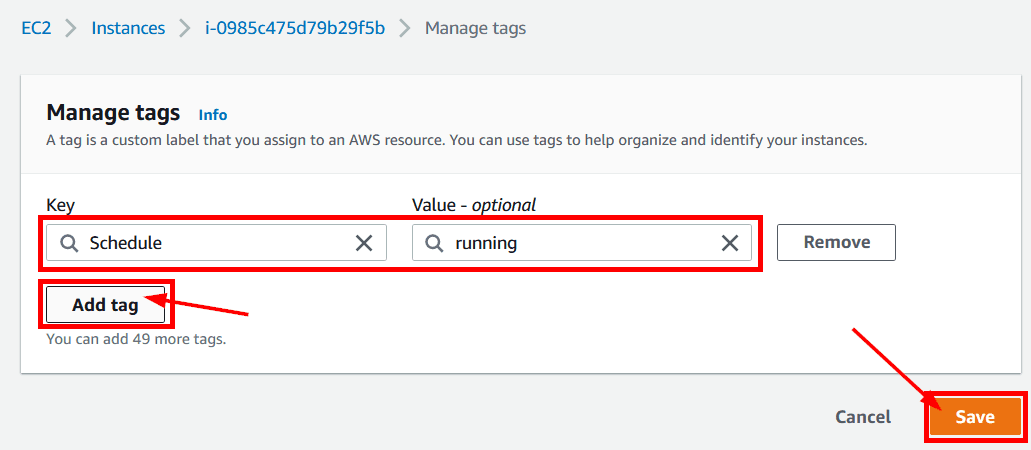 EC2 Instances i-0985c475d79b29f5b Manage tags
Manage tags Info
A tag is a custom label that you assign to an AWS resource. You can use tags to help organize and identify your instances.
Key Value - optional
Schedule running Remove
Add tag
You can add 49 more tags.
Cancel Save